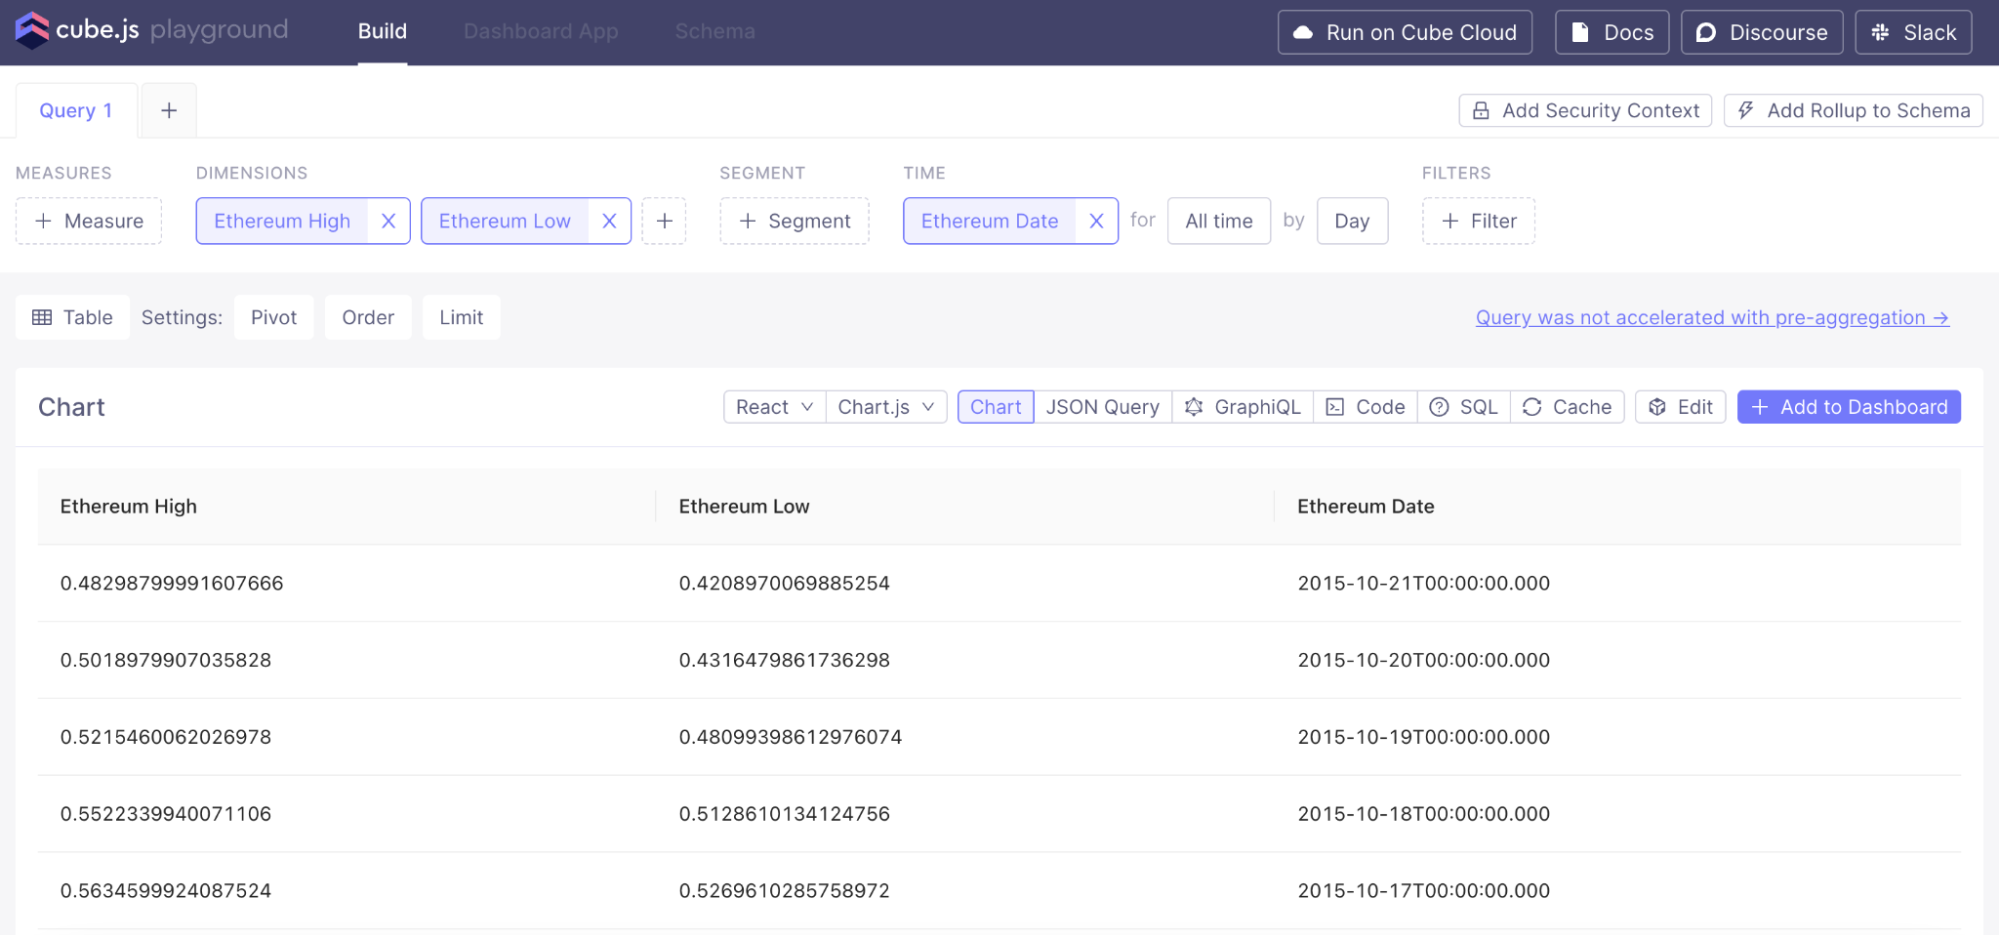 cube.js playground Build Dashboard App Schema Run on Cube Cloud Docs Discourse Slack
Query 1 + Add Security Context Add Rollup to Schema
MEASURES DIMENSIONS SEGMENT TIME FILTERS
+ Measure Ethereum High X Ethereum Low X + + Segment Ethereum Date X for All time by Day + Filter
Table Settings: Pivot Order Limit Query was not accelerated with pre-aggregation →
Chart React Chart.js Chart JSON Query GraphiQL Code SQL Cache Edit + Add to Dashboard
Ethereum High Ethereum Low Ethereum Date
0.48298799991607666 0.4208970069885254 2015-10-21T00:00:00.000
0.5018979907035828 0.4316479861736298 2015-10-20T00:00:00.000
0.5215460062026978 0.48099398612976074 2015-10-19T00:00:00.000
0.5522339940071106 0.5128610134124756 2015-10-18T00:00:00.000
0.5634599924087524 0.5269610285758972 2015-10-17T00:00:00.000